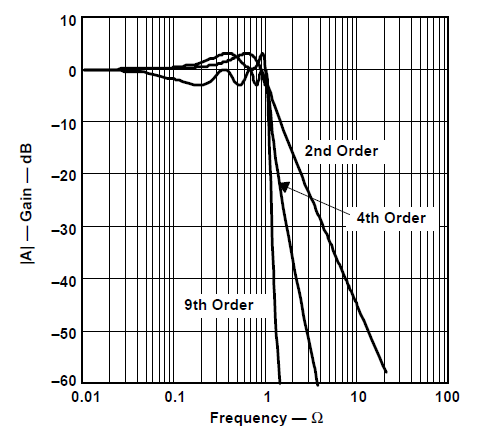 10
0
–10
–20
–30
–40
–50
–60
|A| — Gain — dB
2nd Order
4th Order
9th Order
0.01 0.1 1 10 100
Frequency — Ω